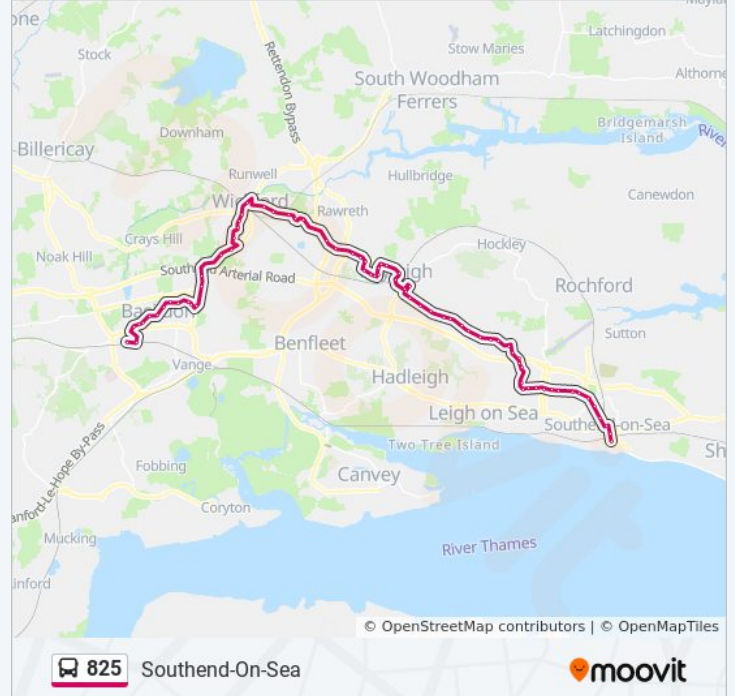 Latchingdon
Stock
Stow Maries
Rettendon Bypass
South Woodham
Ferrers
Althorne
Downham
Bridgemarsh
Island
River
Billericay
Runwell
Hullbridge
Canewdon
Rawreth
Crays Hill
Hockley
Noak Hill
Arterial Road
Rochford
Sutton
Benfleet
Vange
Hadleigh
Leigh on Sea
Two Tree Island
Canvey
Fobbing
Coryton
Mucking
River Thames
© OpenStreetMap contributors | © OpenMapTiles
825 Southend-On-Sea
moovit